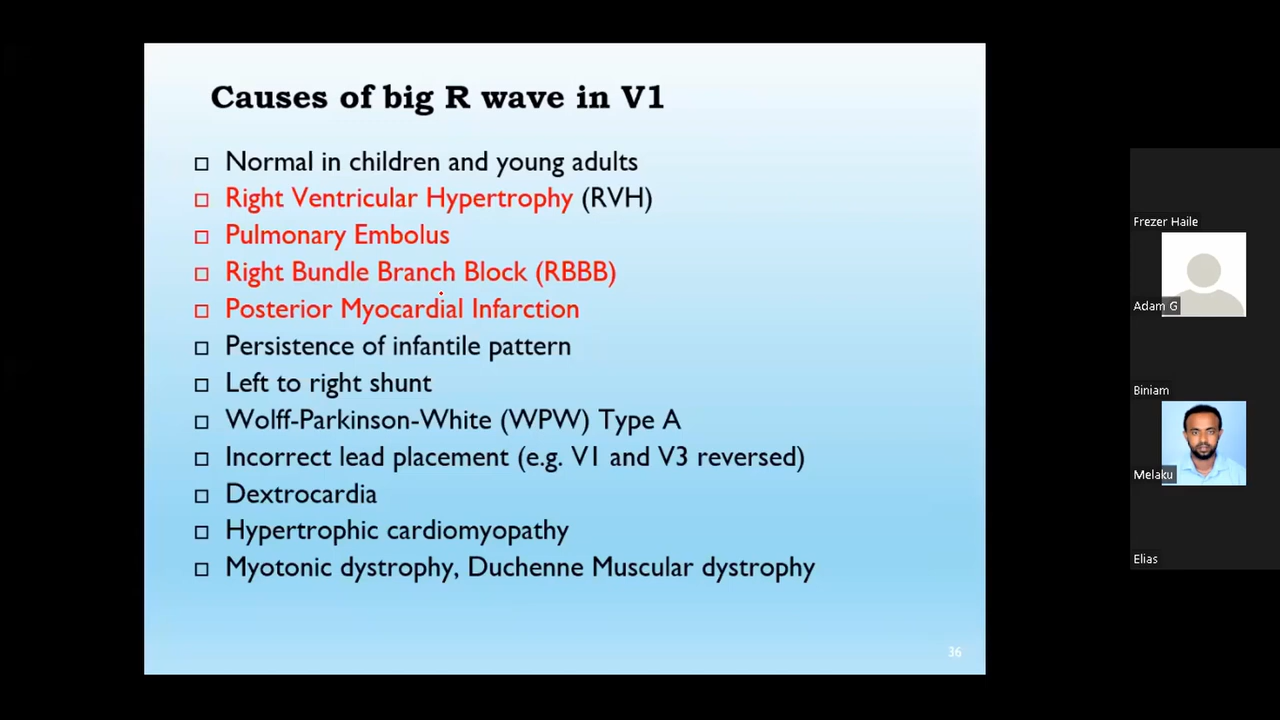 Causes of big R wave in V1
Normal in children and young adults
Right Ventricular Hypertrophy (RVH)
Pulmonary Embolus
Right Bundle Branch Block (RBBB)
Posterior Myocardial Infarction
Persistence of infantile pattern
Left to right shunt
Wolff-Parkinson-White (WPW) Type A
Incorrect lead placement (e.g. V1 and V3 reversed)
Dextrocardia
Hypertrophic cardiomyopathy
Myotonic dystrophy, Duchenne Muscular dystrophy
36
Frezer Haile
Adam G
Biniam
Melaku
Elias